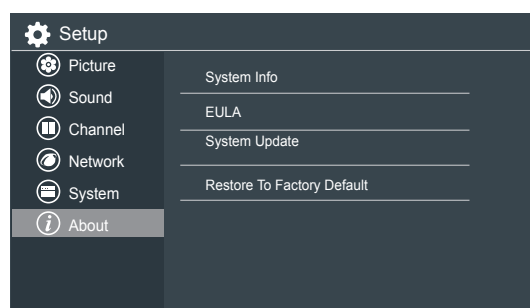 Setup
Picture
Sound
Channel
Network
System
About
System Info
EULA
System Update
Restore To Factory Default